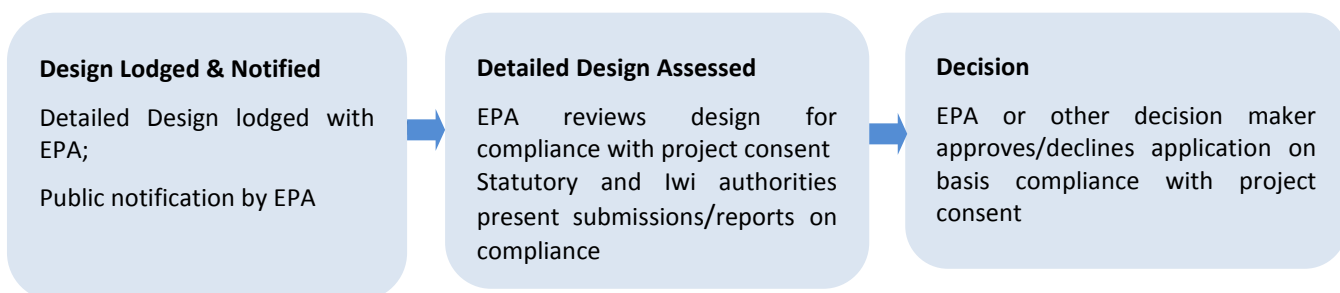 Design Lodged & Notified
Detailed Design lodged with
EPA;
Public notification by EPA
Detailed Design Assessed
EPA reviews design for
compliance with project consent
Statutory and Iwi authorities
present submissions/reports on
compliance
Decision
EPA or other decision maker
approves/declines application on
basis compliance with project
consent